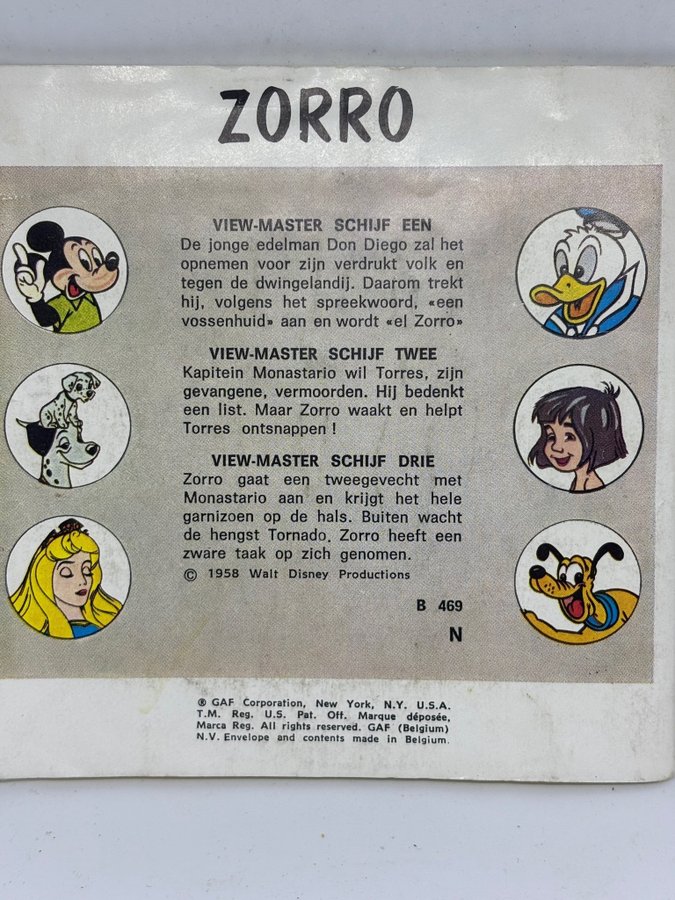 ZORRO
VIEW-MASTER SCHIJF EEN
De jonge edelman Don Diego zal het
opnemen voor zijn verdrukt volk en
tegen de dwingelandij. Daarom trekt
hij, volgens het spreekwoord, «een
vossenhuid» aan en wordt «el Zorro»
VIEW-MASTER SCHIJF TWEE
Kapitein Monastario wil Torres, zijn
gevangene, vermoorden. Hij bedenkt
een list. Maar Zorro waakt en helpt
Torres ontsnappen !
VIEW-MASTER SCHIJF DRIE
Zorro gaat een tweegevecht met
Monastario aan en krijgt het hele
garnizoen op de hals. Buiten wacht
de hengst Tornado. Zorro heeft een
zware taak op zich genomen.
© 1958 Walt Disney Productions
B 469
N
® GAF Corporation, New York, N.Y. U.S.A.
T.M. Reg. U.S. Pat. Off. Marque déposée,
Marca Reg. All rights reserved. GAF (Belgium)
N.V. Envelope and contents made in Belgium.